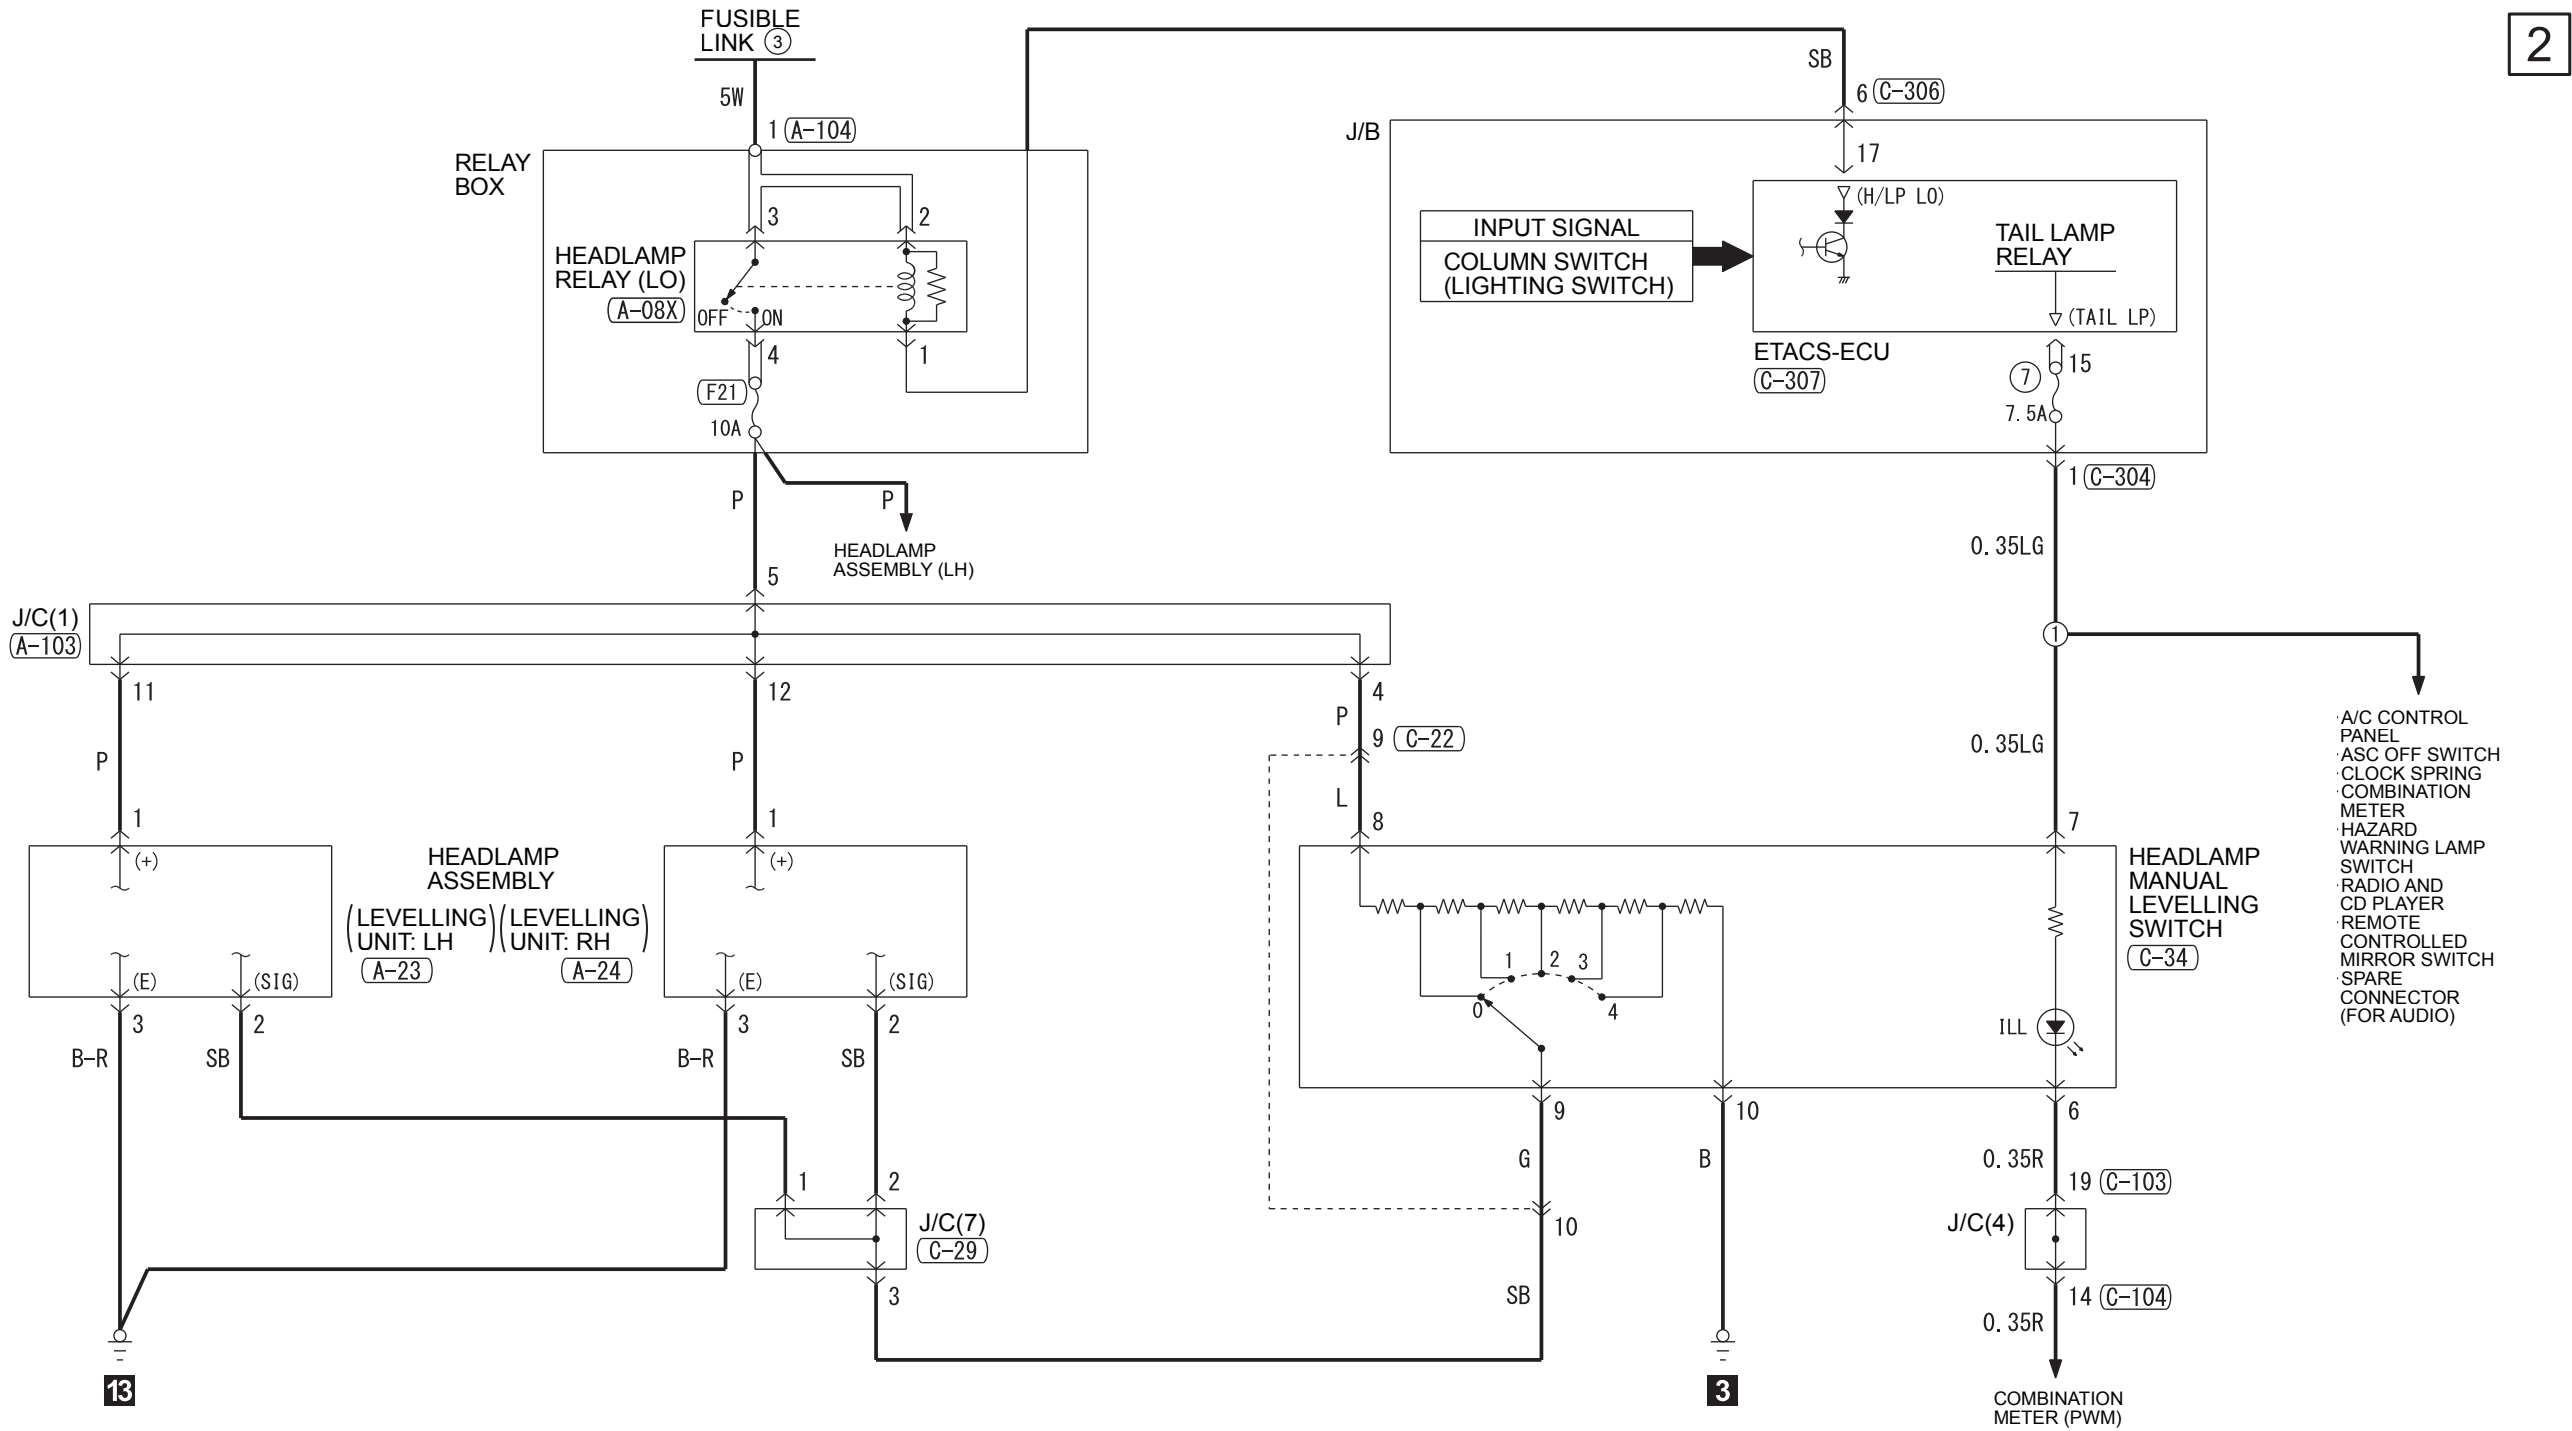 2
FUSIBLE
LINK 3
5W
1 A-104
RELAY
BOX
3
2
HEADLAMP
RELAY (LO)
A-08X
OFF
ON
4
1
F21
10A
P
P
HEADLAMP
ASSEMBLY (LH)
SB
6 C-306
J/B
17
(H/LP LO)
INPUT SIGNAL
COLUMN SWITCH
(LIGHTING SWITCH)
TAIL LAMP
RELAY
(TAIL LP)
ETACS-ECU
C-307
15
7
7.5A
1 C-304
0.35LG
1
0.35LG
·A/C CONTROL
PANEL
·ASC OFF SWITCH
·CLOCK SPRING
·COMBINATION
METER
·HAZARD
WARNING LAMP
SWITCH
·RADIO AND
CD PLAYER
·REMOTE
CONTROLLED
MIRROR SWITCH
·SPARE
CONNECTOR
(FOR AUDIO)
5
J/C(1)
A-103
11
12
4
P
P
P
9 C-22
L
1
(+)
1
(+)
HEADLAMP
ASSEMBLY
(LEVELLING
UNIT: LH)
A-23
(LEVELLING
UNIT: RH)
A-24
(E)
(SIG)
(E)
(SIG)
3
2
3
2
B-R
SB
B-R
SB
1
2
J/C(7)
C-29
3
13
8
7
HEADLAMP
MANUAL
LEVELLING
SWITCH
C-34
0
1
2
3
4
ILL
9
10
6
G
B
0.35R
10
SB
3
19 C-103
J/C(4)
14 C-104
0.35R
COMBINATION
METER (PWM)